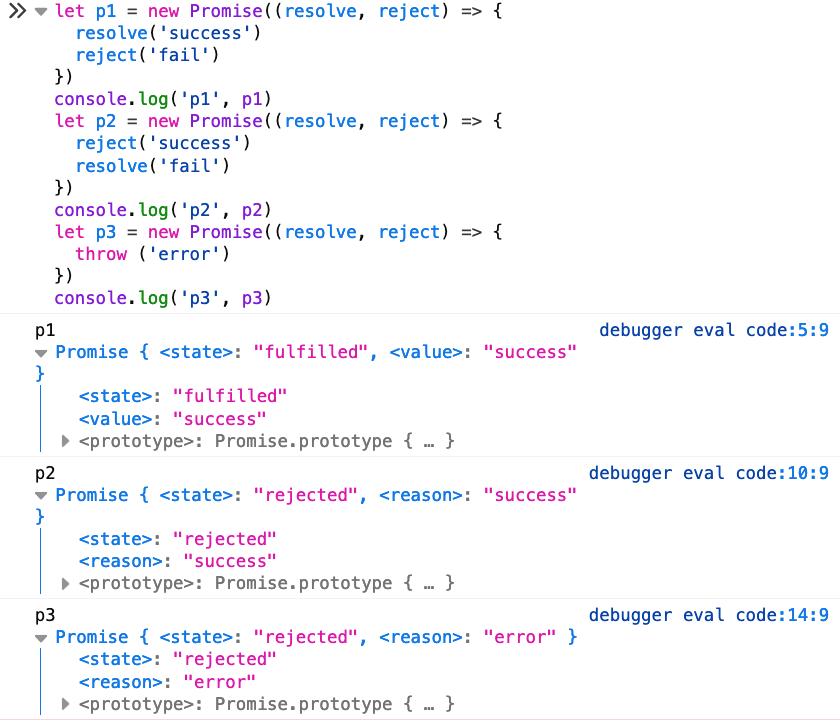 let p1 = new Promise((resolve, reject) => {
  resolve('success')
  reject('fail')
})
console.log('p1', p1)
let p2 = new Promise((resolve, reject) => {
  reject('success')
  resolve('fail')
})
console.log('p2', p2)
let p3 = new Promise((resolve, reject) => {
  throw ('error')
})
console.log('p3', p3)
p1 debugger eval code:5:9
Promise { <state>: "fulfilled", <value>: "success"
}
<state>: "fulfilled"
<value>: "success"
<prototype>: Promise.prototype { … }
p2 debugger eval code:10:9
Promise { <state>: "rejected", <reason>: "success"
}
<state>: "rejected"
<reason>: "success"
<prototype>: Promise.prototype { … }
p3 debugger eval code:14:9
Promise { <state>: "rejected", <reason>: "error" }
<state>: "rejected"
<reason>: "error"
<prototype>: Promise.prototype { … }